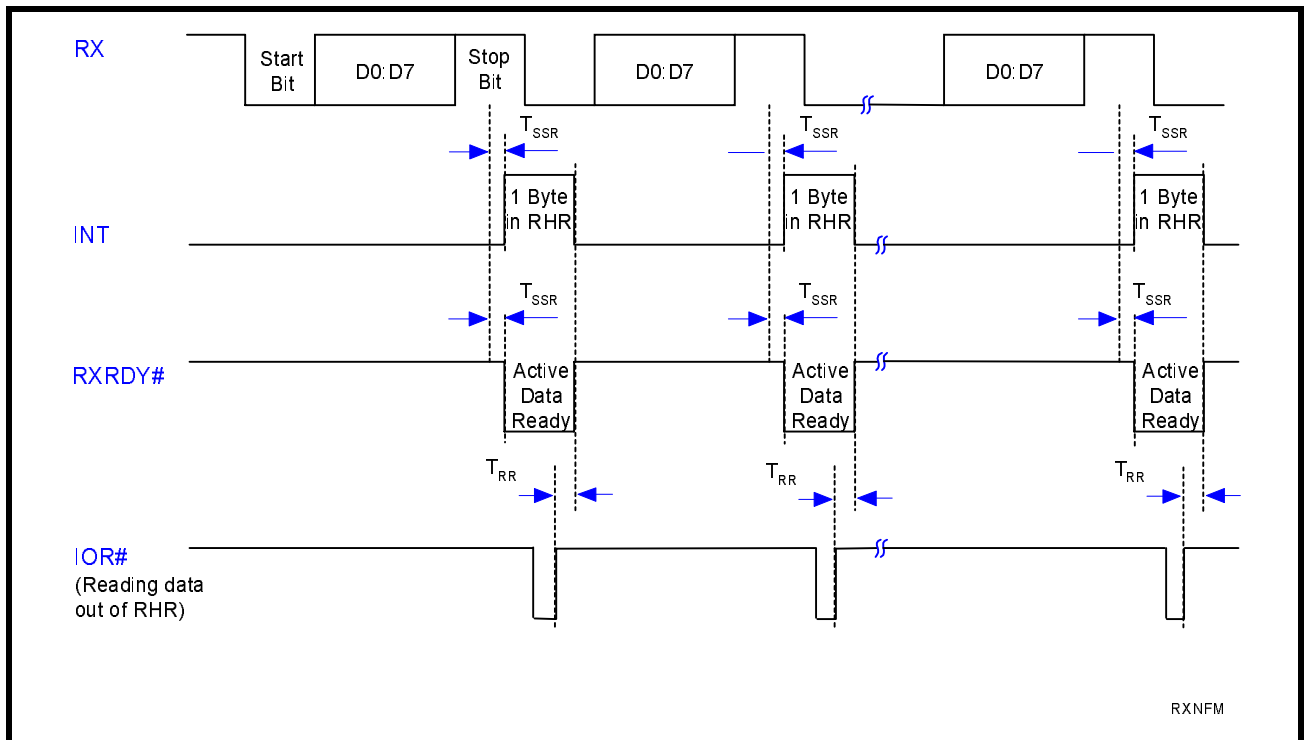 RX
Start
Bit
D0:D7
Stop
Bit
D0:D7
D0:D7
TSSR
TSSR
TSSR
INT
1 Byte
in RHR
1 Byte
in RHR
1 Byte
in RHR
TSSR
TSSR
TSSR
RXRDY#
Active
Data
Ready
Active
Data
Ready
Active
Data
Ready
TRR
TRR
TRR
IOR#
(Reading data
out of RHR)
RXNFM